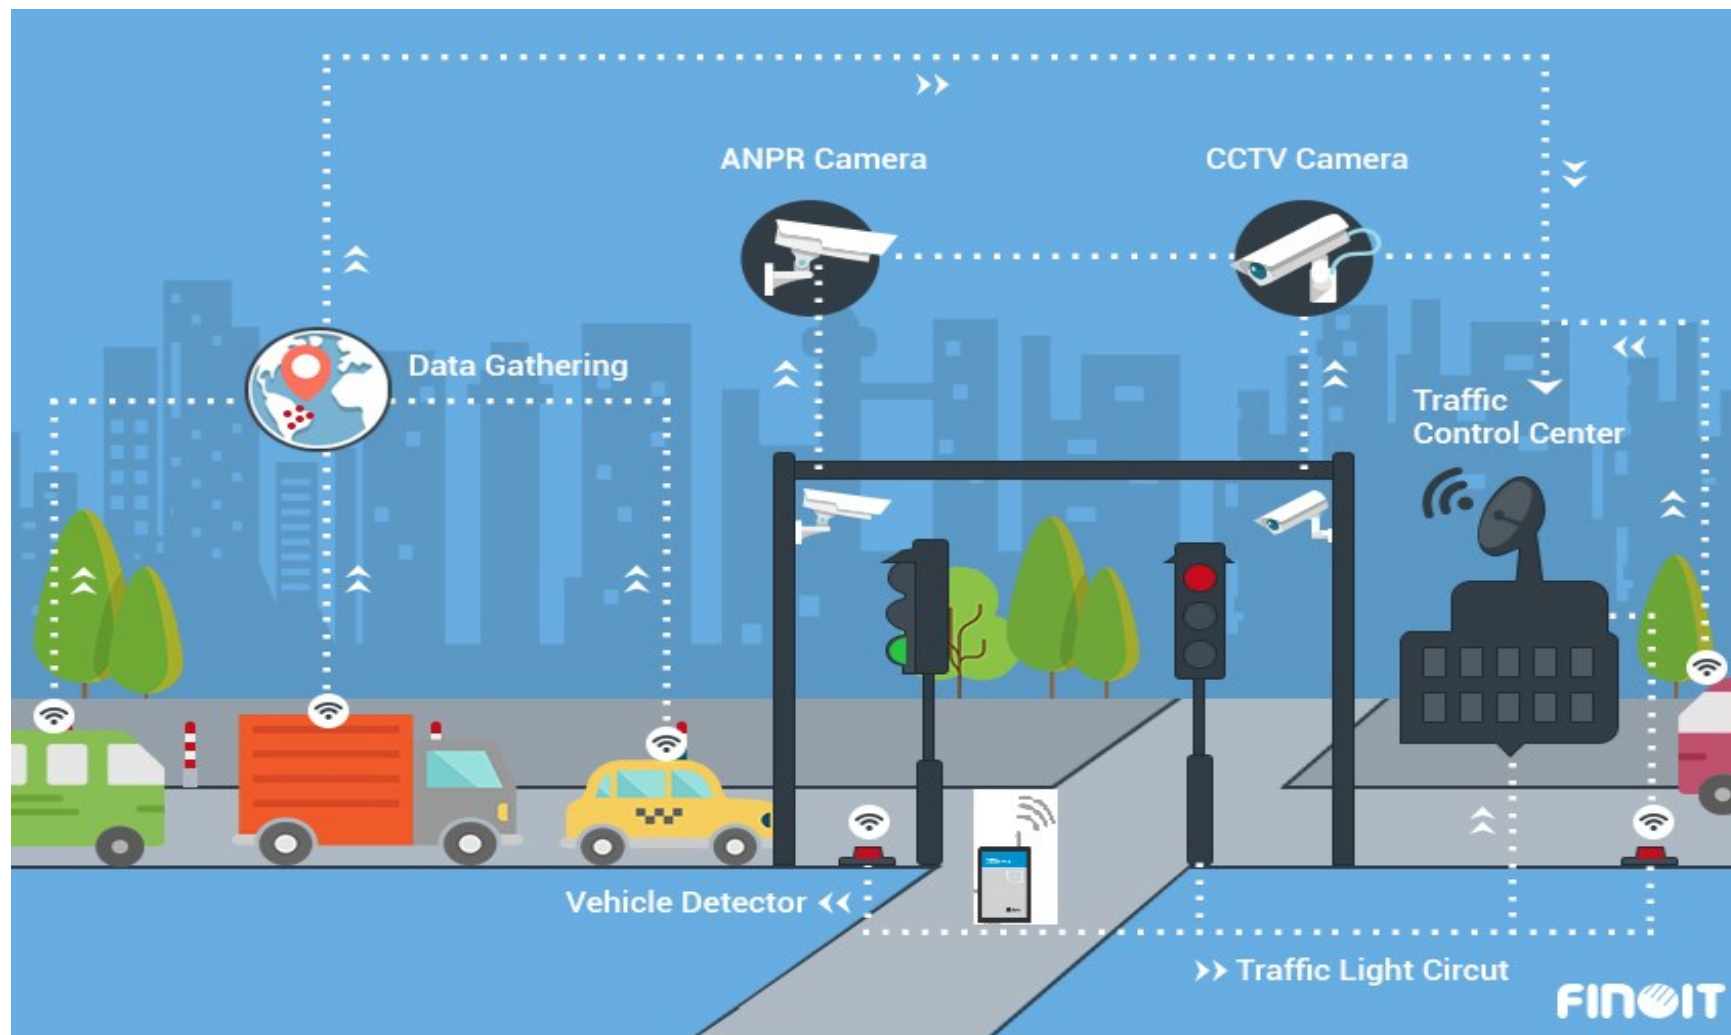 ANPR Camera
CCTV Camera
Data Gathering
Traffic
Control Center
Vehicle Detector
Traffic Light Circut
FINOIT